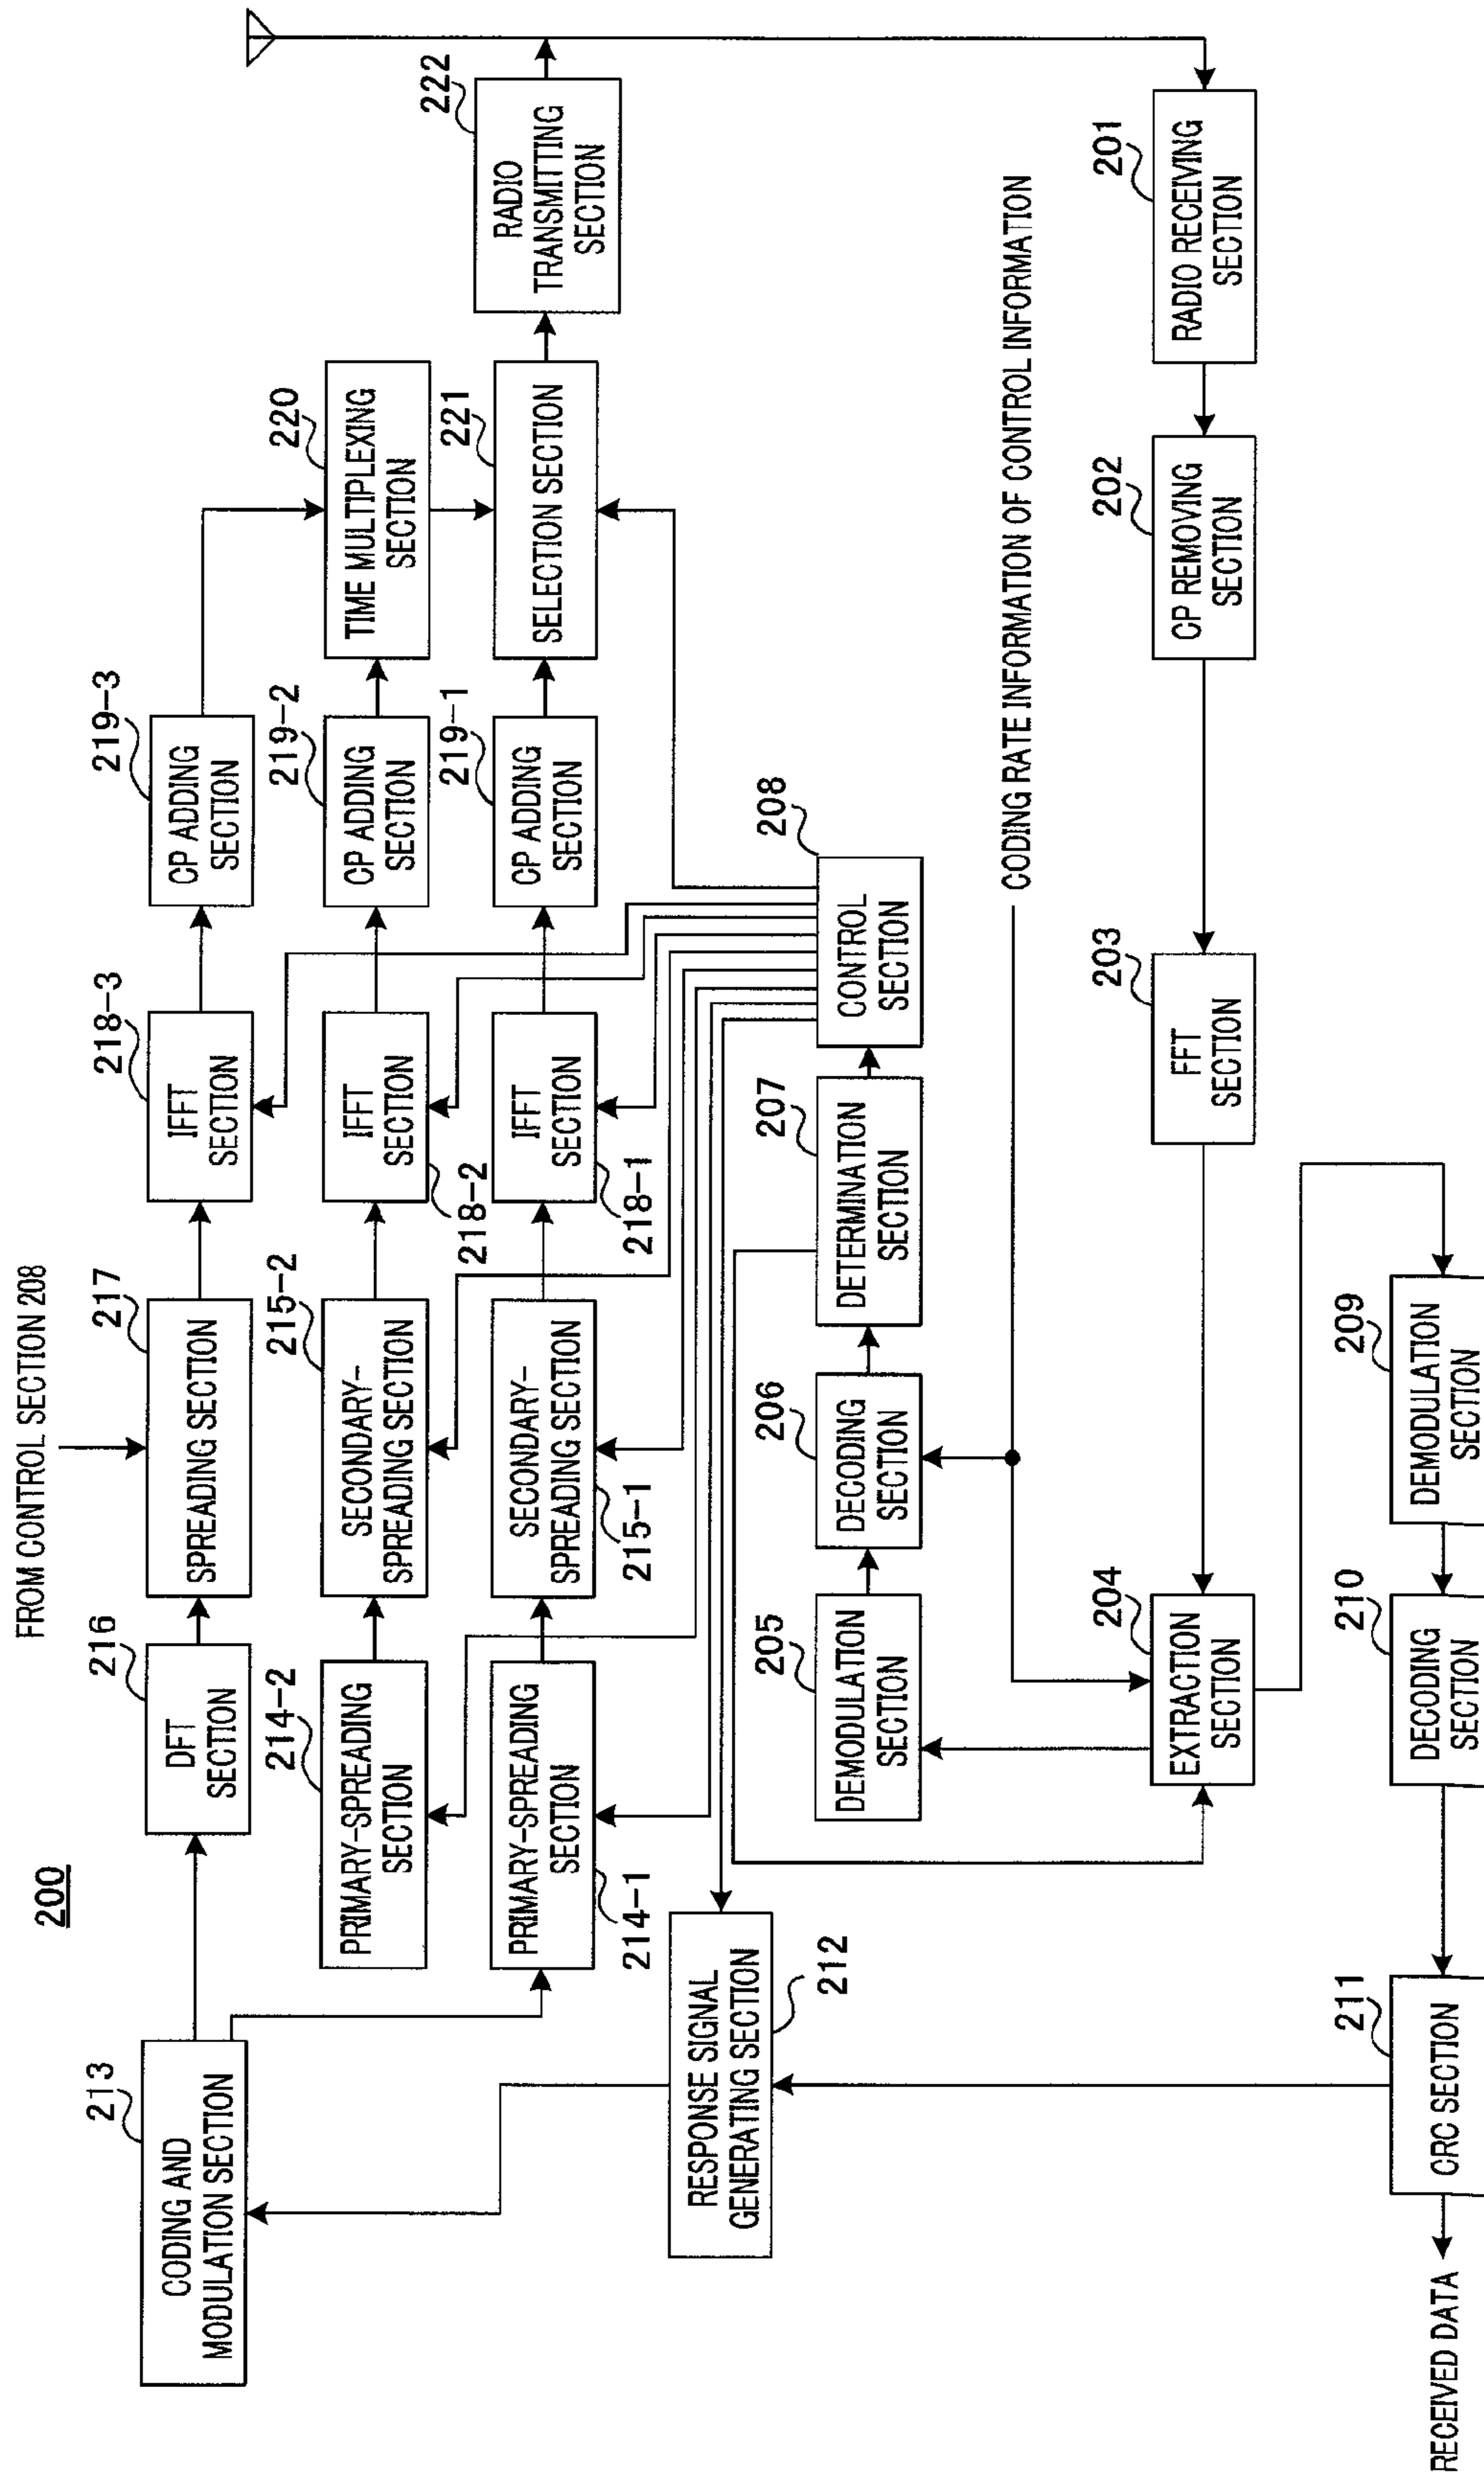 200
FROM CONTROL SECTION 208
213
CODING AND
MODULATION SECTION
216
DFT
SECTION
217
SPREADING SECTION
218-3
IFFT
SECTION
219-3
CP ADDING
SECTION
214-2
PRIMARY-SPREADING
SECTION
215-2
SECONDARY-
SPREADING SECTION
218-2
IFFT
SECTION
219-2
CP ADDING
SECTION
220
TIME MULTIPLEXING
SECTION
214-1
PRIMARY-SPREADING
SECTION
215-1
SECONDARY-
SPREADING SECTION
218-1
IFFT
SECTION
219-1
CP ADDING
SECTION
221
SELECTION SECTION
222
RADIO
TRANSMITTING
SECTION
212
RESPONSE SIGNAL
GENERATING SECTION
205
DEMODULATION
SECTION
206
DECODING
SECTION
207
DETERMINATION
SECTION
208
CONTROL
SECTION
CODING RATE INFORMATION OF CONTROL INFORMATION
204
EXTRACTION
SECTION
203
FFT
SECTION
202
CP REMOVING
SECTION
201
RADIO RECEIVING
SECTION
211
CRC SECTION
210
DECODING
SECTION
209
DEMODULATION
SECTION
RECEIVED DATA